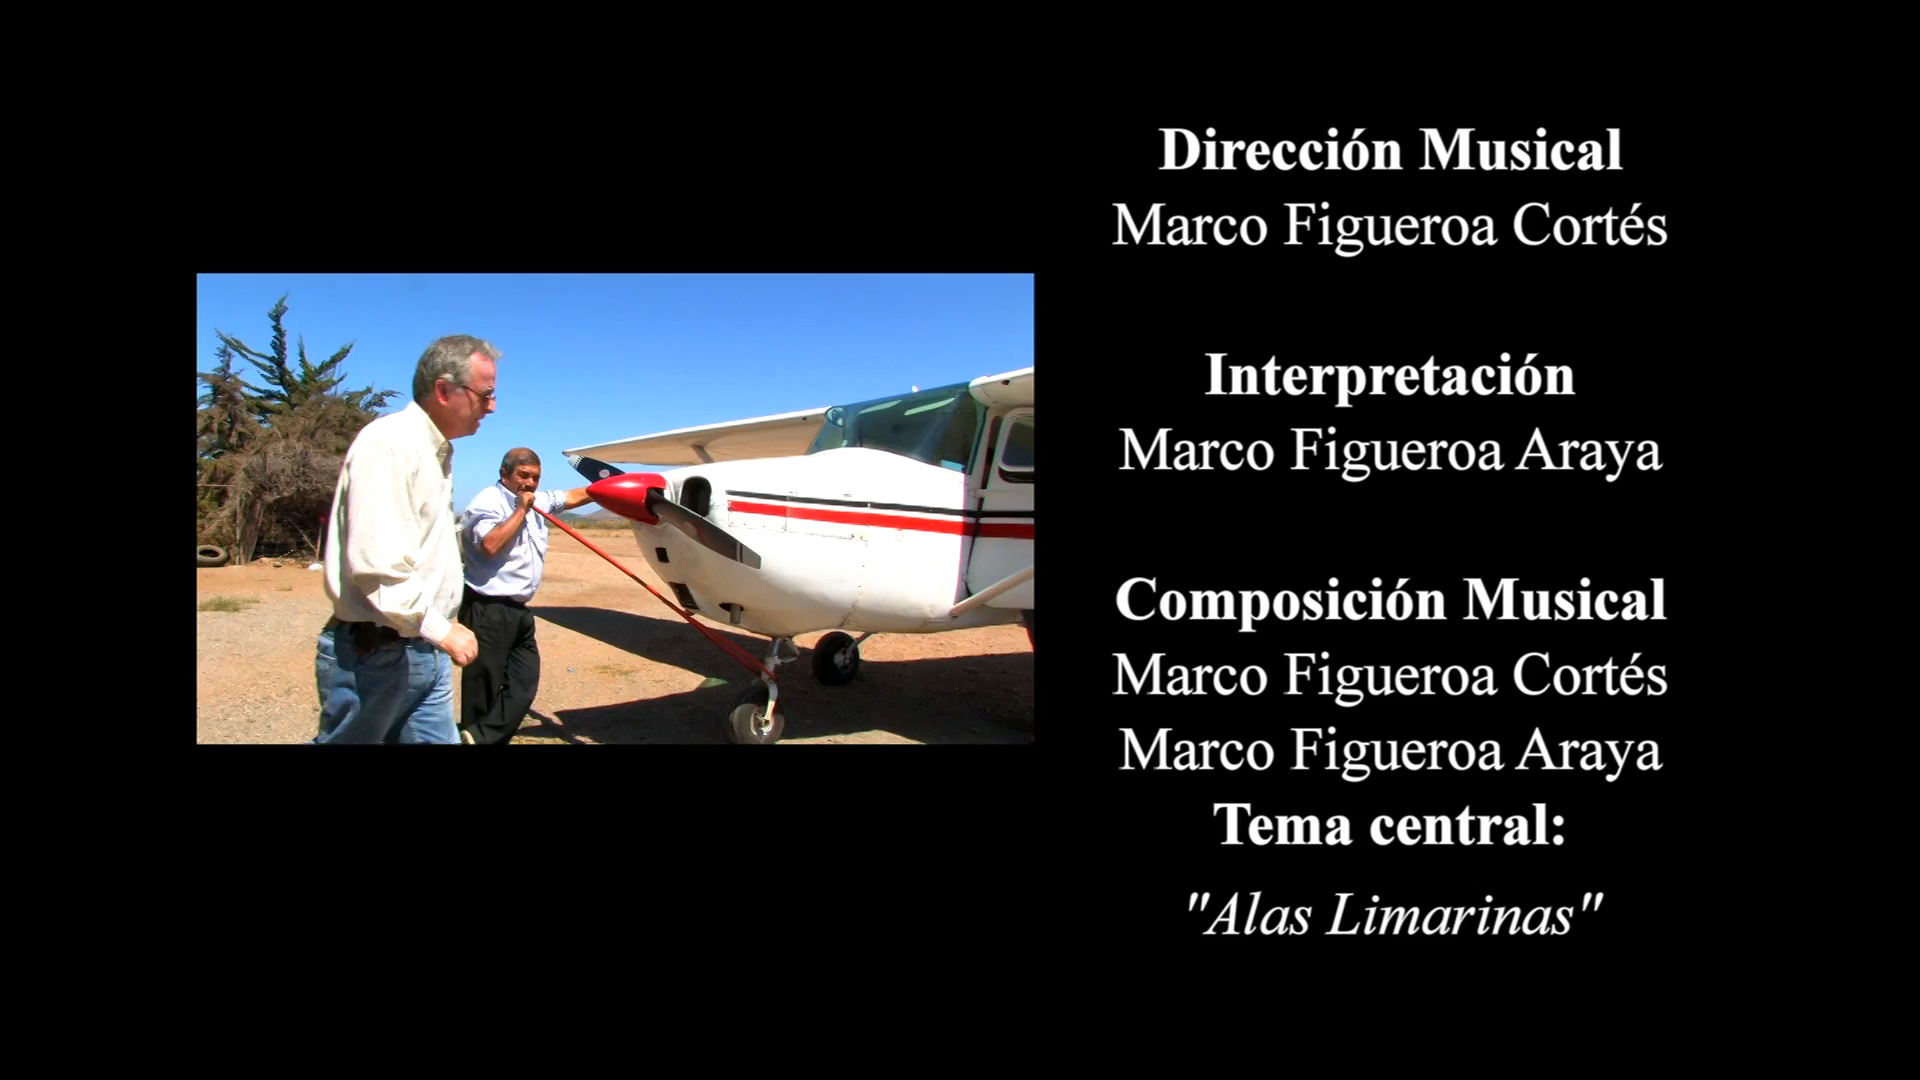 Dirección Musical
Marco Figueroa Cortés
Interpretación
Marco Figueroa Araya
Composición Musical
Marco Figueroa Cortés
Marco Figueroa Araya
Tema central:
"Alas Limarinas"